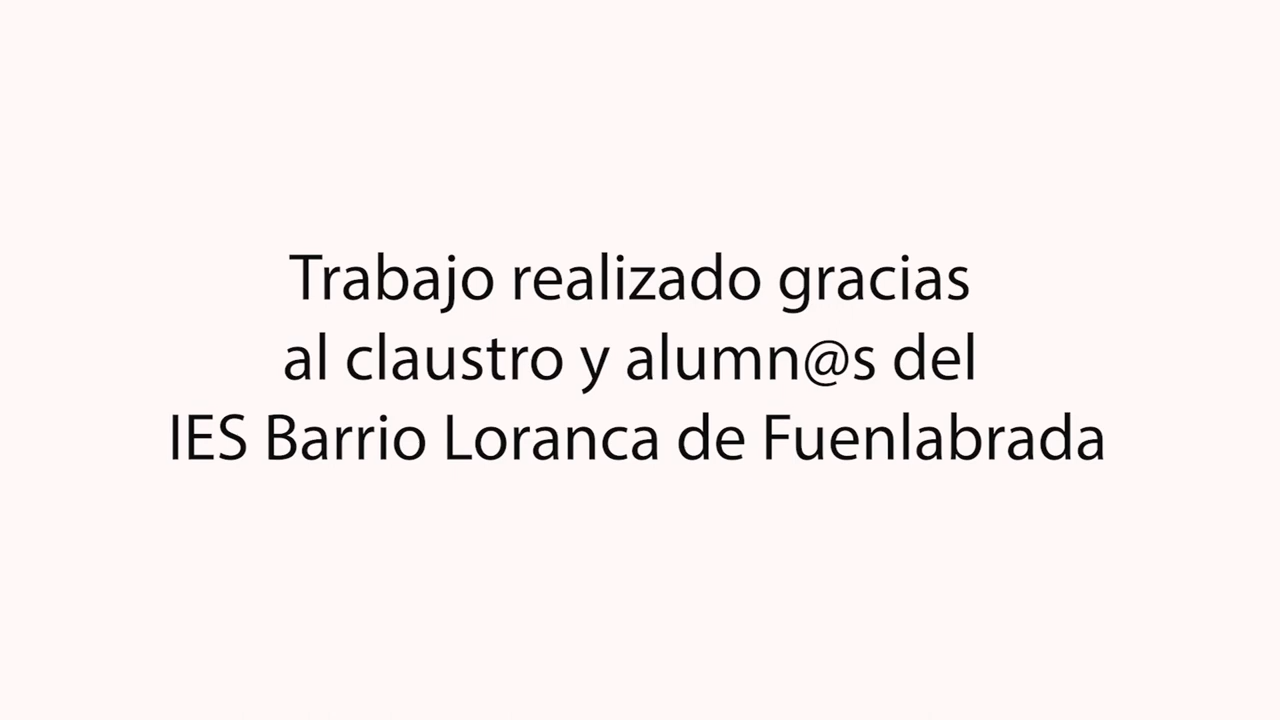 Trabajo realizado gracias
al claustro y alumn@s del
IES Barrio Loranca de Fuenlabrada